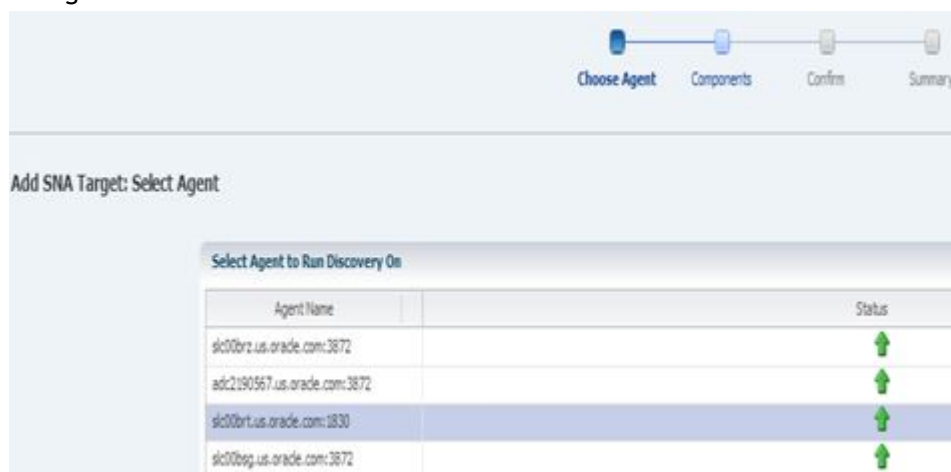 Choose Agent Components Confirm Summary
Add SNA Target: Select Agent
Select Agent to Run Discovery On
Agent Name Status
slc00brz.us.oracle.com:3872
adc2190567.us.oracle.com:3872
slc00brt.us.oracle.com:1830
slc00bsg.us.oracle.com:3872